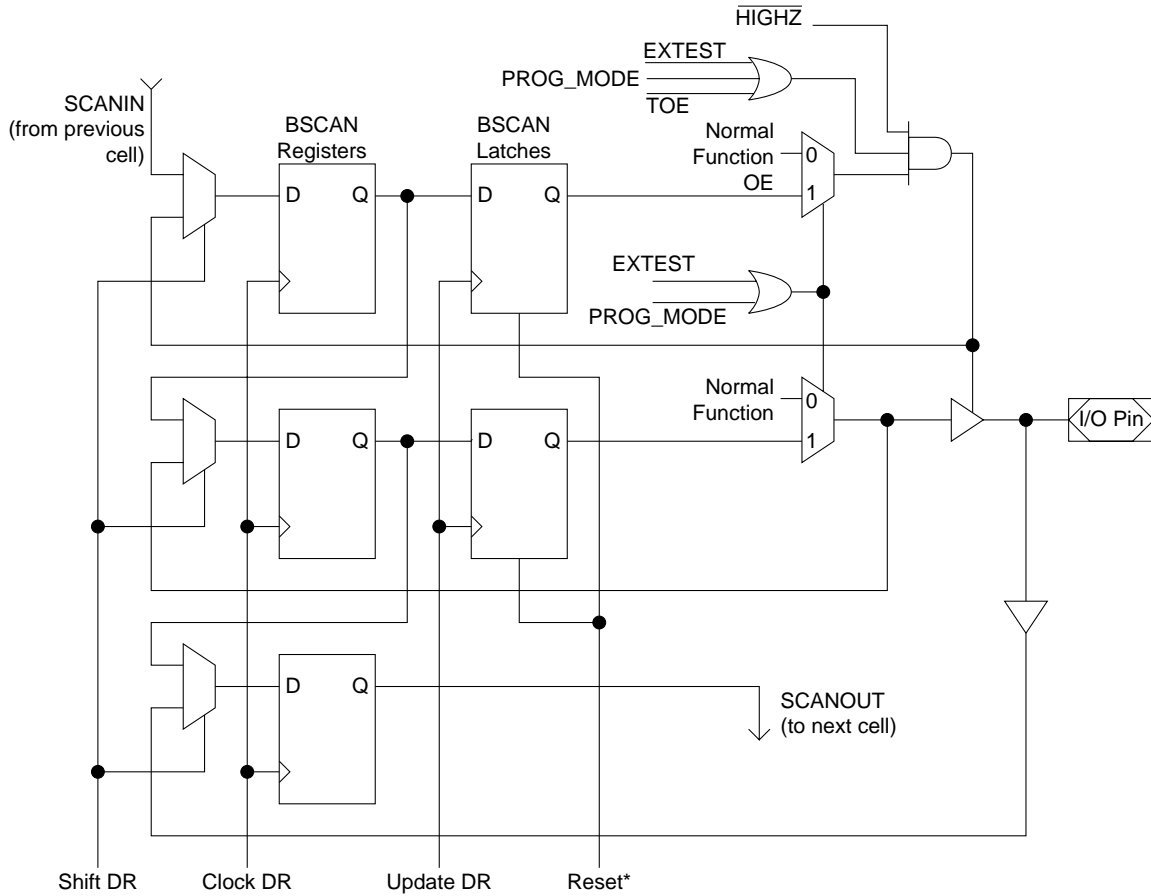 HIGHZ
EXTEST
PROG_MODE
TOE
SCANIN
(from previous
cell)
BSCAN
Registers
BSCAN
Latches
Normal
Function
OE
0
1
D Q
D Q
EXTEST
PROG_MODE
Normal
Function
0
1
I/O Pin
D Q
D Q
D Q
SCANOUT
(to next cell)
Shift DR
Clock DR
Update DR
Reset*